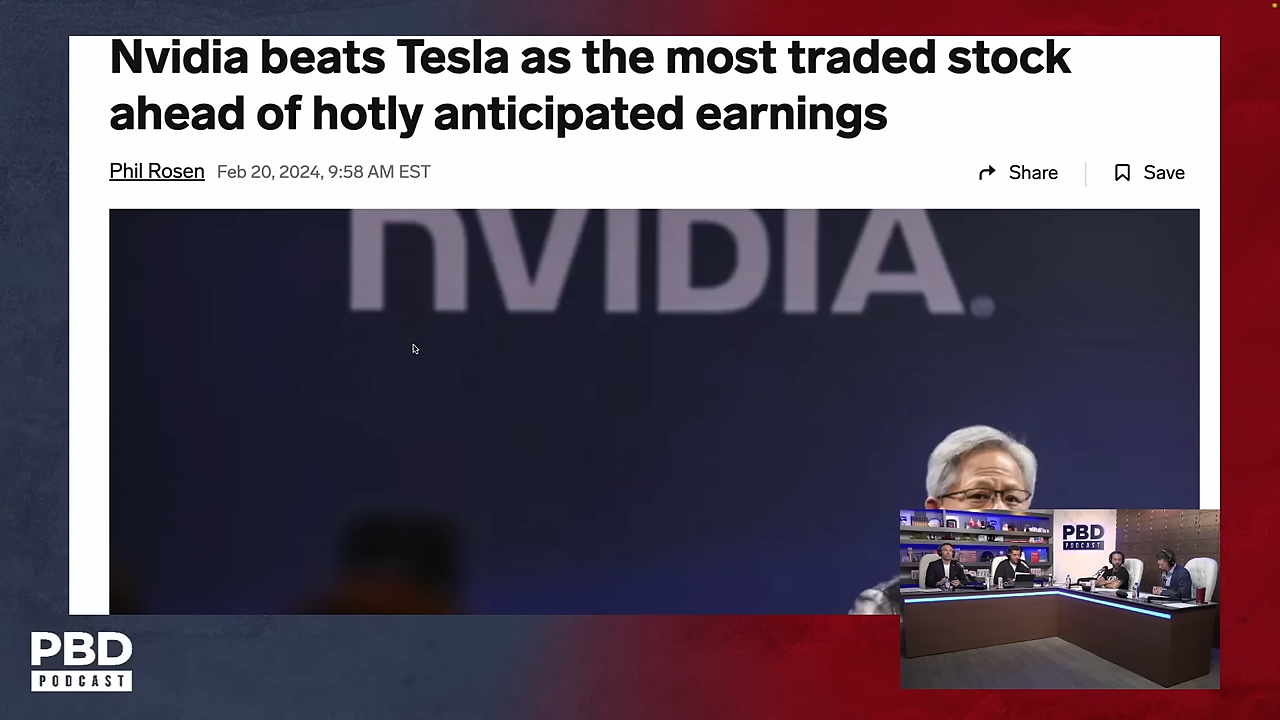 Nvidia beats Tesla as the most traded stock
ahead of hotly anticipated earnings
Phil Rosen Feb 20, 2024, 9:58 AM EST Share Save
nVIDIA.
PBD
PODCAST
PBD
PODCAST